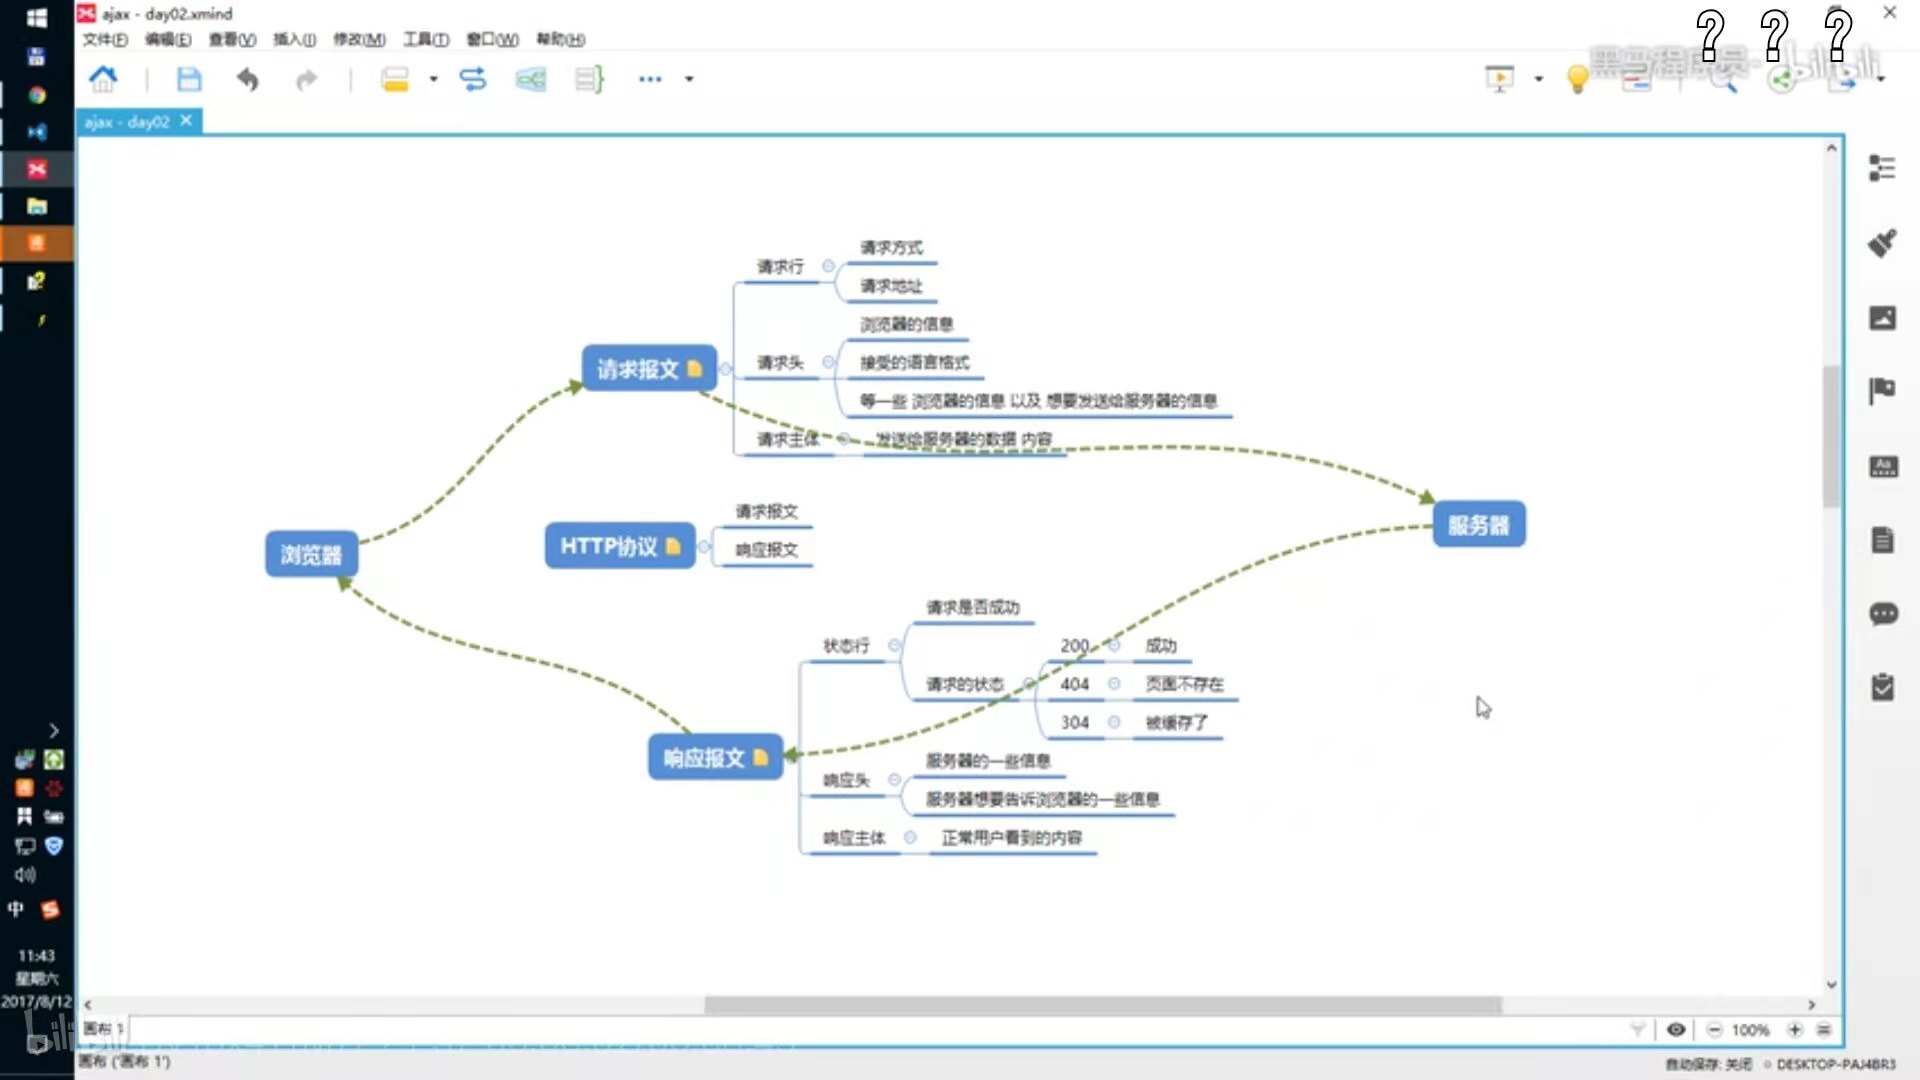 ajax - day02.xmind
文件(F) 编辑(E) 查看(V) 插入(I) 修改(M) 工具(T) 窗口(W) 帮助(H)
? ? ?
黑马程序员 bilibili
ajax - day02
请求方式
请求行
请求地址
浏览器的信息
请求报文
请求头
接受的语言格式
等一些 浏览器的信息 以及 想要发送给服务器的信息
请求主体
发送给服务器的数据 内容
请求报文
服务器
HTTP协议
响应报文
浏览器
请求是否成功
状态行
200
成功
请求的状态
404
页面不存在
304
被缓存了
响应报文
服务器的一些信息
响应头
服务器想要告诉浏览器的一些信息
响应主体
正常用户看到的内容
中
11:43
星期六
2017/8/12
bilibili
画布 1
100%
画布 ('画布 1')
自动保存: 关闭
DESKTOP-PAJ4BR3